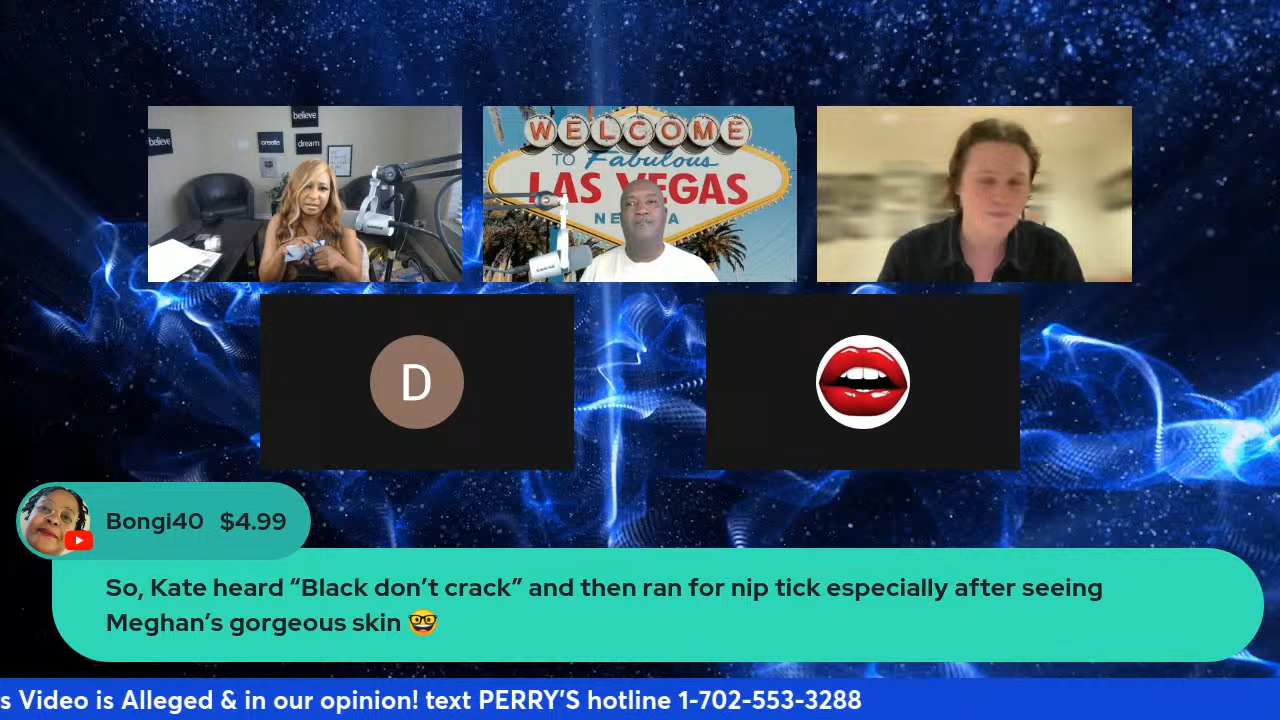 believe
believe
create
dream
WELCOME
TO Fabulous
LAS VEGAS
SHURE
SHURE
D
Bongi40 $4.99
So, Kate heard “Black don’t crack” and then ran for nip tick especially after seeing
Meghan’s gorgeous skin 🤓
s Video is Alleged & in our opinion! text PERRY'S hotline 1-702-553-3288